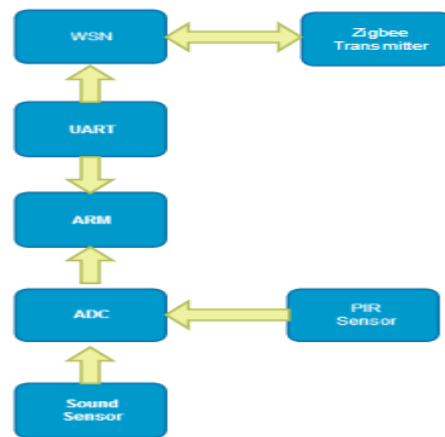 WSN
Zigbee
Transmitter
UART
ARM
ADC
PIR
Sensor
Sound
Sensor